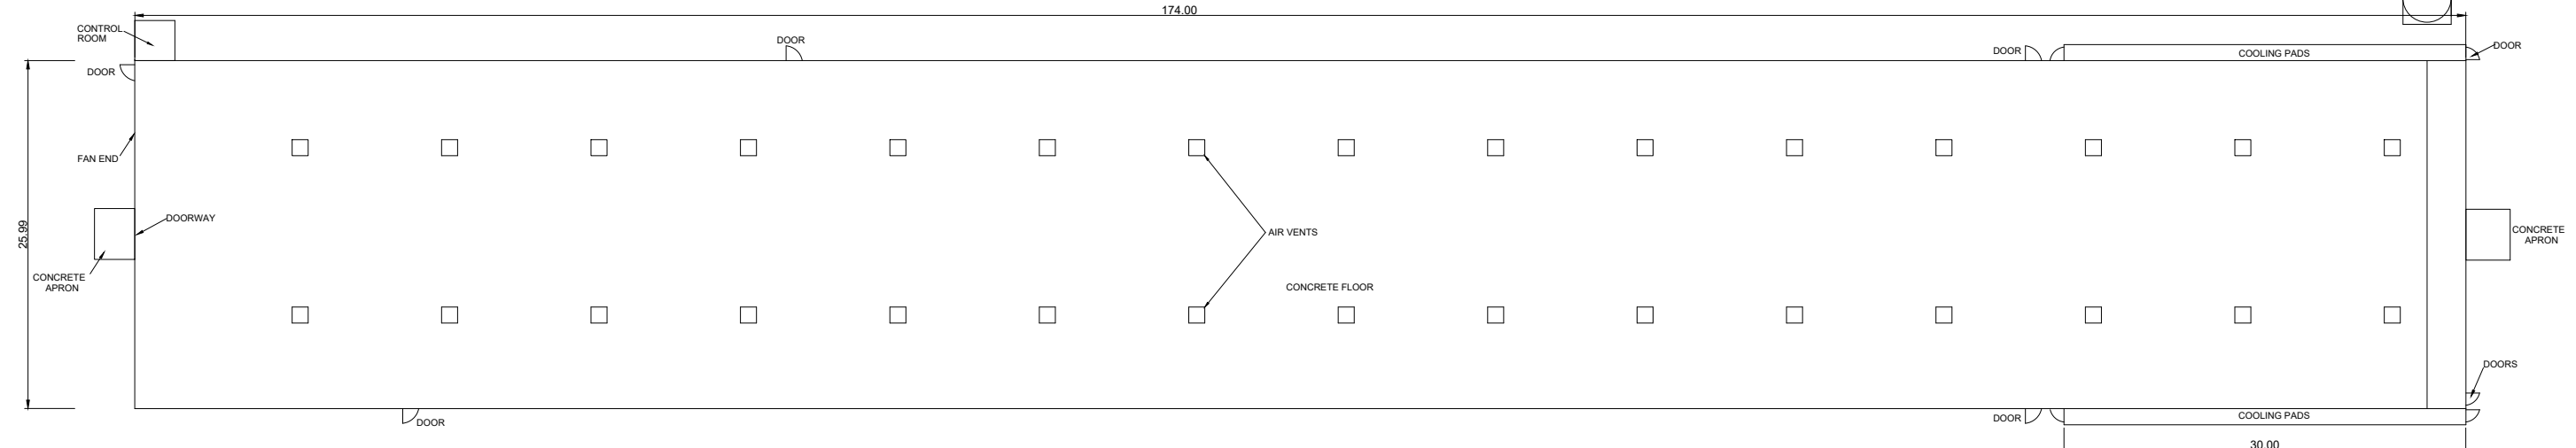 174.00
CONTROL
ROOM
DOOR
DOOR
COOLING PADS
DOOR
DOOR
FAN END
DOORWAY
25.99
AIR VENTS
CONCRETE
APRON
CONCRETE
APRON
CONCRETE FLOOR
DOORS
DOOR
DOOR
COOLING PADS
30.00